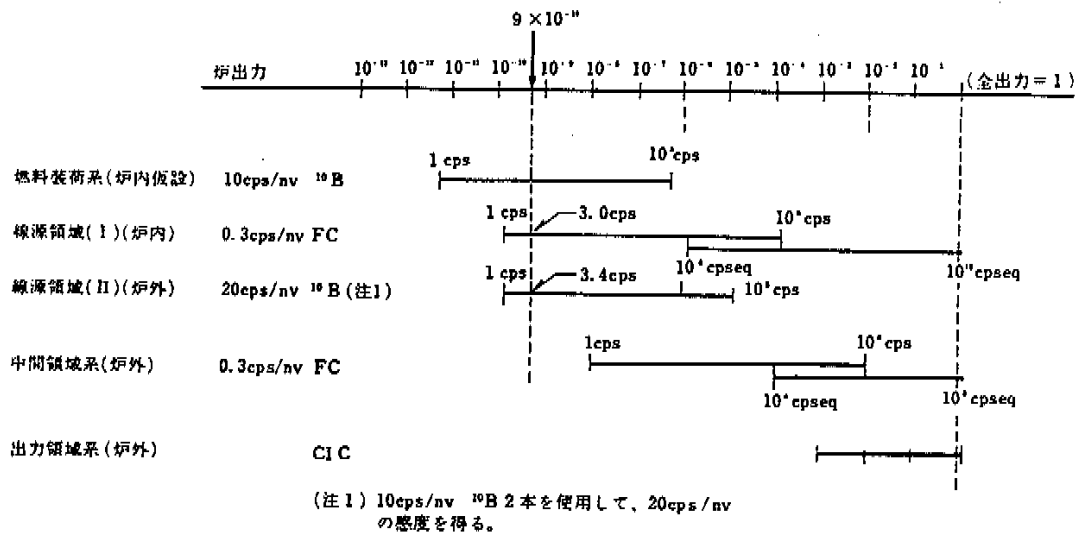 9 × 10⁻¹⁰
炉出力 10⁻¹³ 10⁻¹² 10⁻¹¹ 10⁻¹⁰ 10⁻⁹ 10⁻⁸ 10⁻⁷ 10⁻⁶ 10⁻⁵ 10⁻⁴ 10⁻³ 10⁻² 10⁻¹ (全出力=1)
1 cps 10⁵cps
燃料装荷系(炉内仮設) 10cps/nv ¹⁰B
1 cps 3.0cps 10⁶cps
線源領域(I)(炉内) 0.3cps/nv FC
10⁴cpseq 10¹⁰cpseq
1 cps 3.4cps
線源領域(II)(炉外) 20cps/nv ¹⁰B(注1) 10⁵cps
1cps 10⁶cps
中間領域系(炉外) 0.3cps/nv FC
10⁴cpseq 10⁸cpseq
出力領域系(炉外) CIC
(注1) 10cps/nv ¹⁰B 2本を使用して、20cps/nv
の感度を得る。